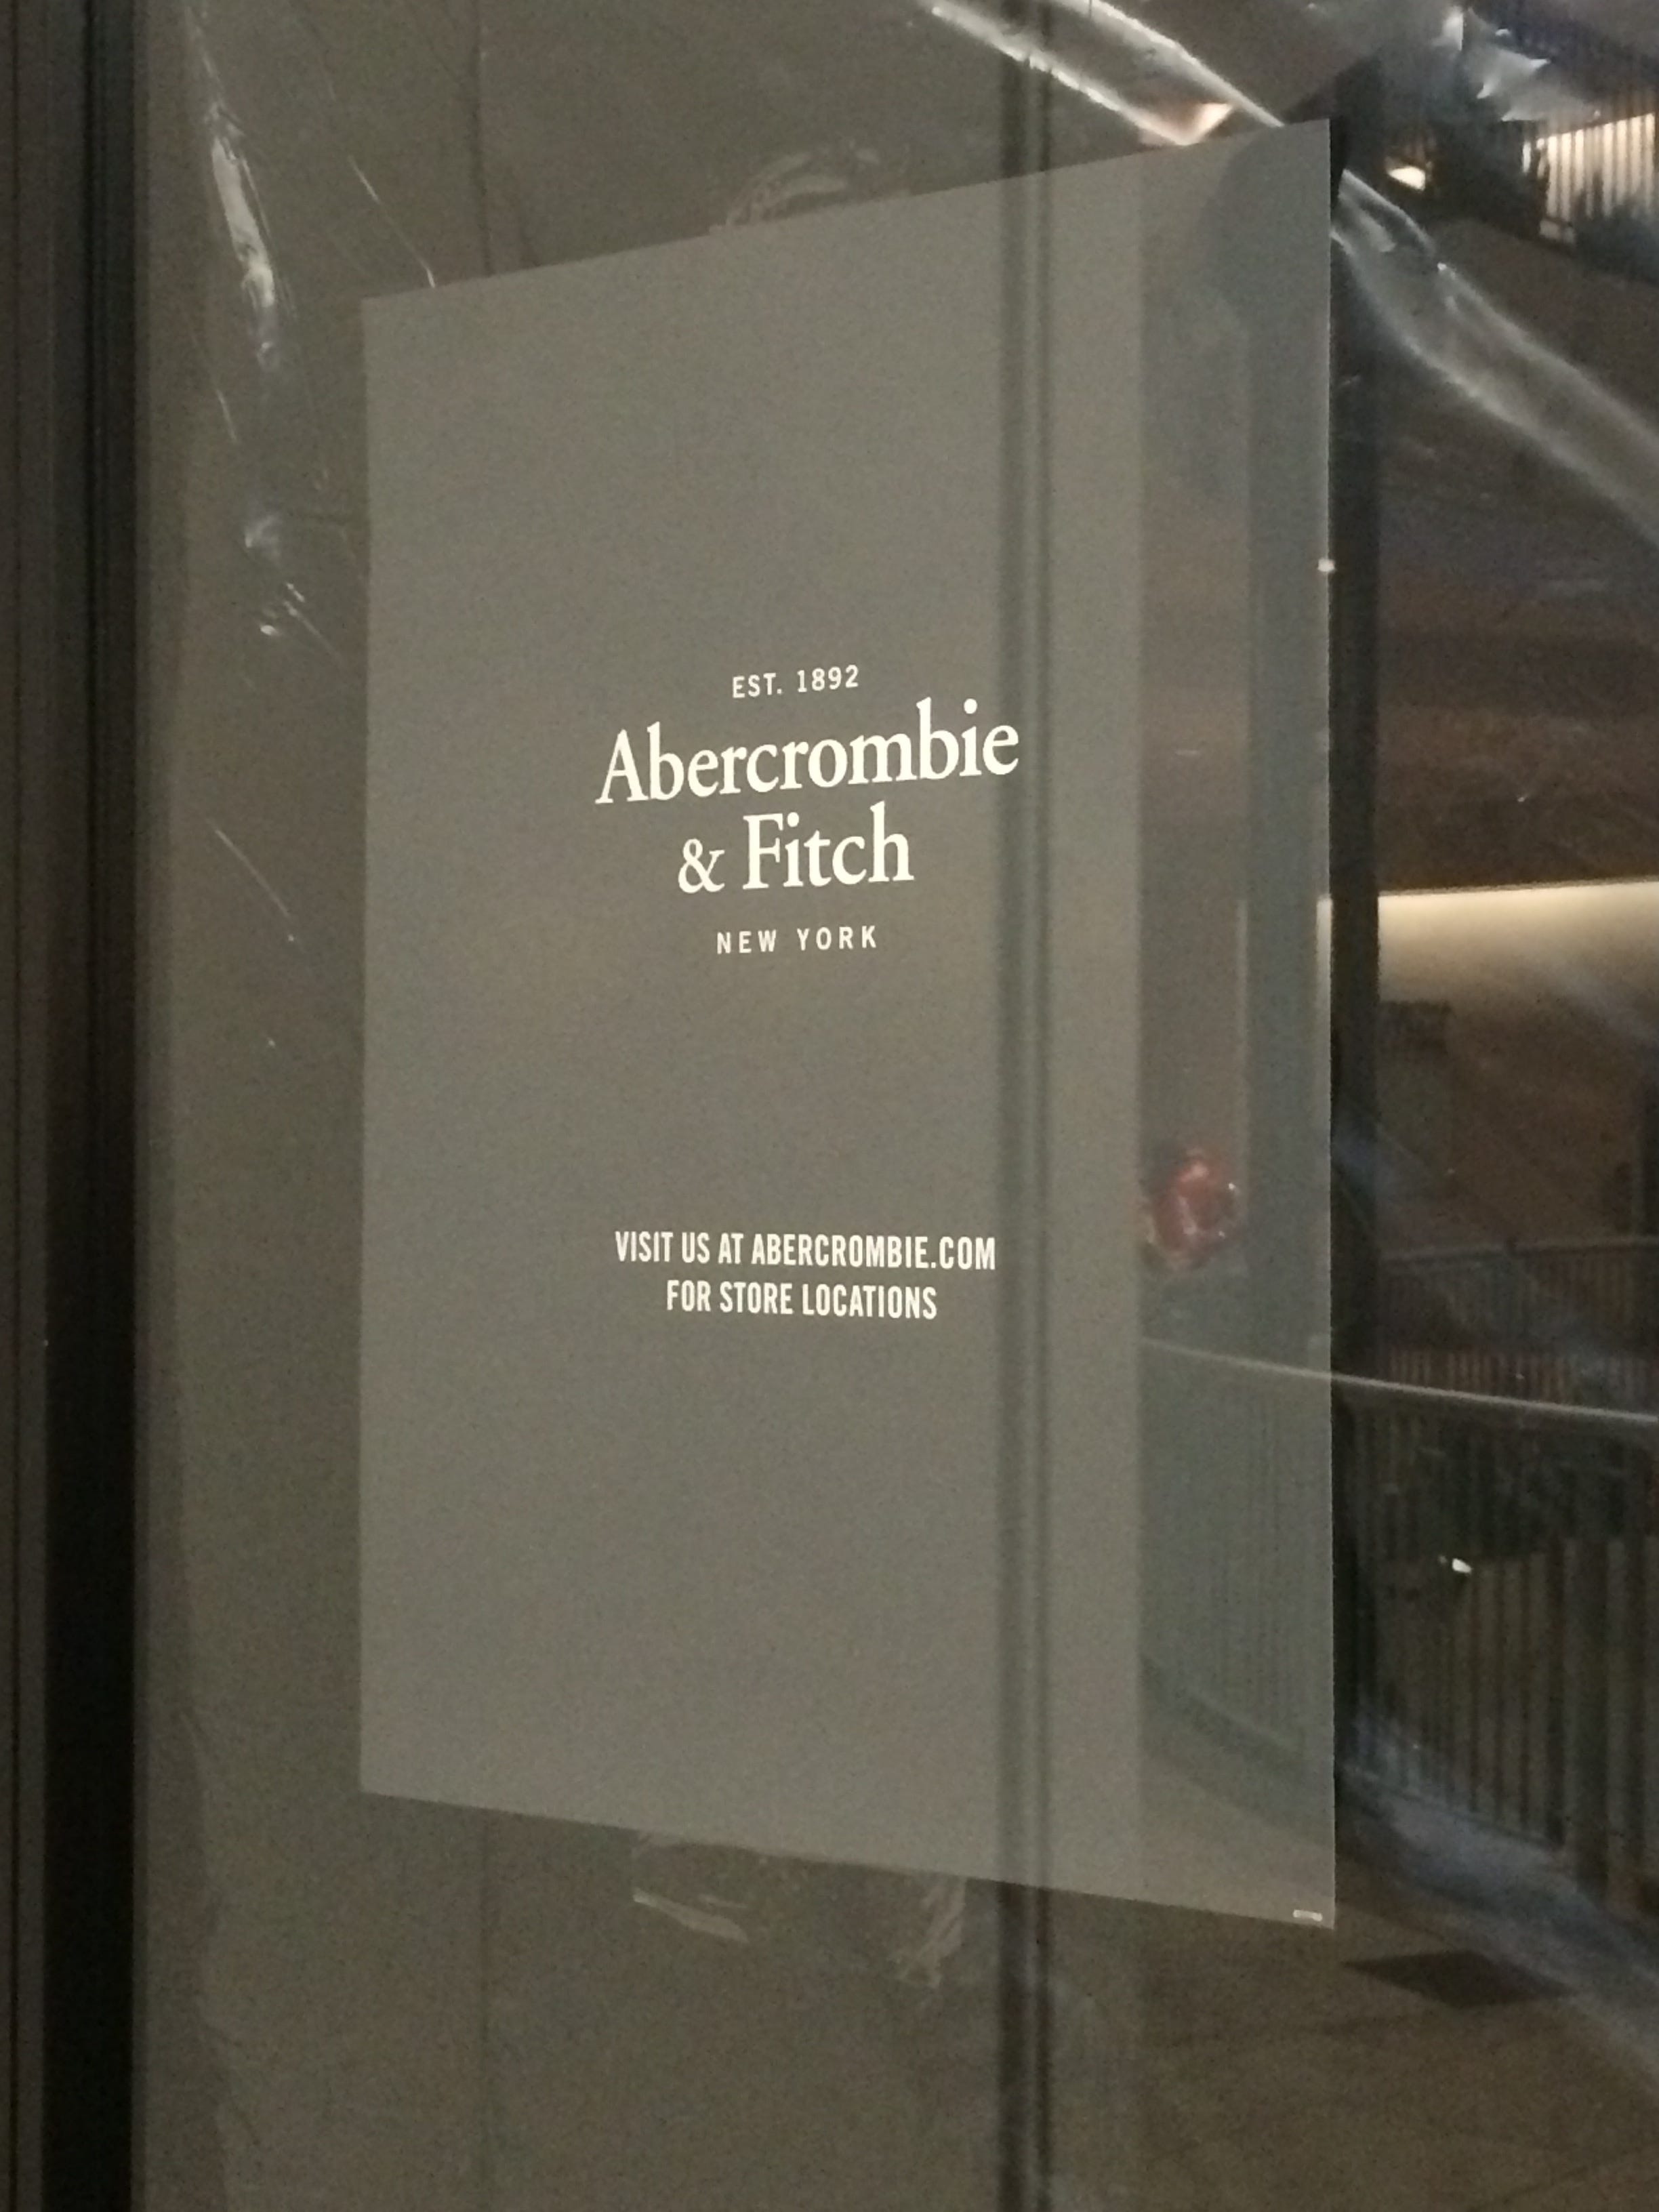 EST. 1892
Abercrombie
& Fitch
NEW YORK
VISIT US AT ABERCROMBIE.COM
FOR STORE LOCATIONS